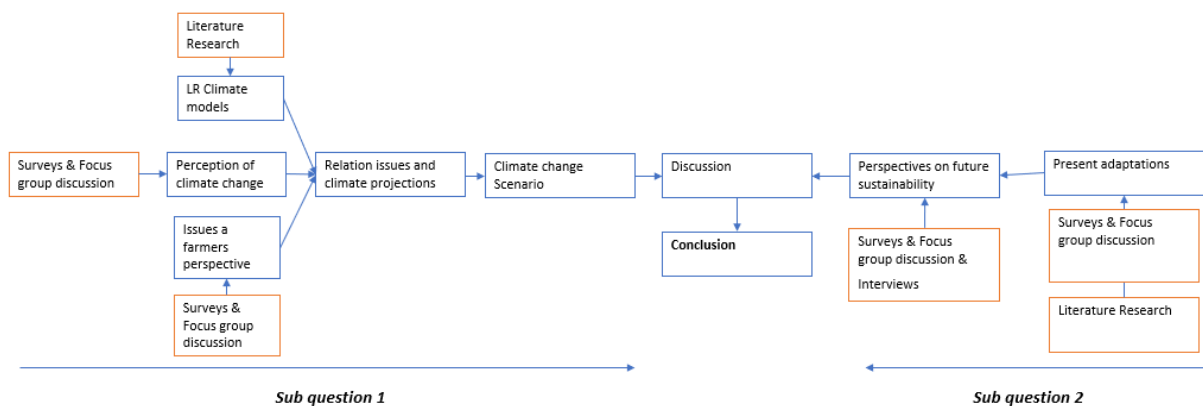 Literature
Research
LR Climate
models
Surveys & Focus
group discussion
Perception of
climate change
Relation issues and
climate projections
Climate change
Scenario
Discussion
Perspectives on future
sustainability
Present adaptations
Issues a
farmers
perspective
Conclusion
Surveys & Focus
group discussion &
Interviews
Surveys & Focus
group discussion
Surveys &
Focus group
discussion
Literature Research
Sub question 1
Sub question 2